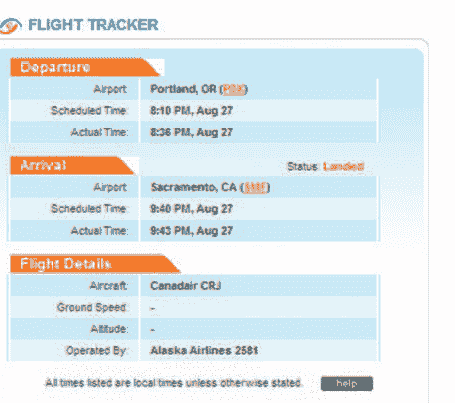 FLIGHT TRACKER
Departure
Airport: Portland, OR (PDX)
Scheduled Time: 8:10 PM, Aug 27
Actual Time: 8:36 PM, Aug 27
Arrival Status: Landed
Airport: Sacramento, CA (SMF)
Scheduled Time: 9:40 PM, Aug 27
Actual Time: 9:43 PM, Aug 27
Flight Details
Aircraft: Canadair CRJ
Ground Speed: -
Altitude: -
Operated By: Alaska Airlines 2581
All times listed are local times unless otherwise stated. help